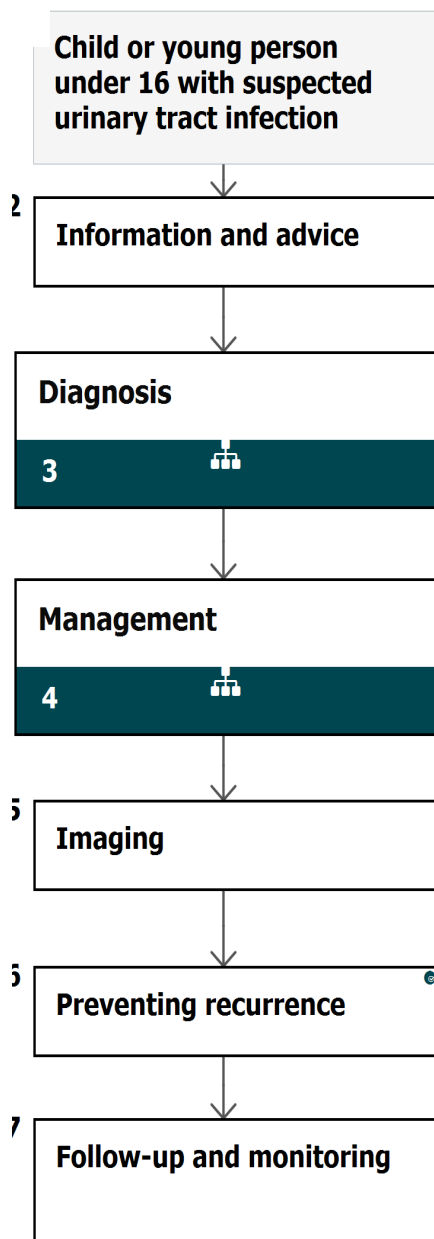 Child or young person
under 16 with suspected
urinary tract infection
2
Information and advice
Diagnosis
3
Management
4
5
Imaging
6
Preventing recurrence
7
Follow-up and monitoring